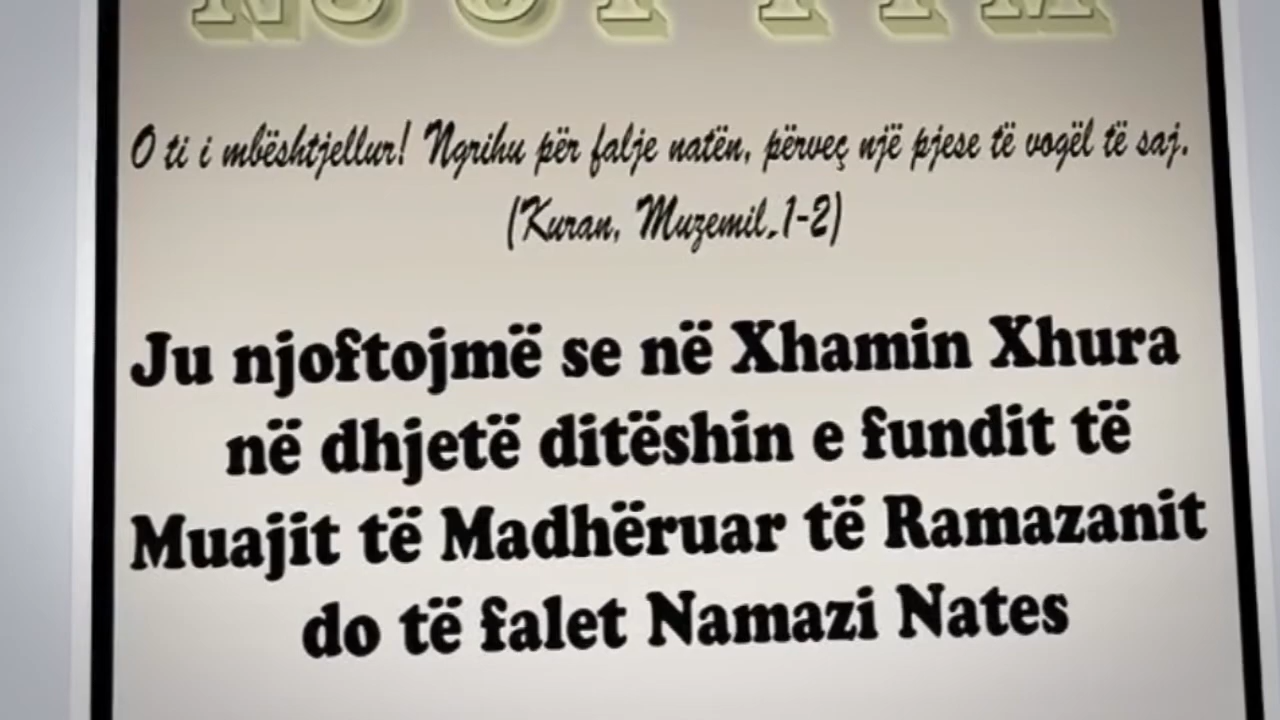 NJOFTIM
O ti i mbështjellur! Ngrihu për falje natën, përveç një pjese të vogël të saj.
(Kuran, Muzemil.1-2)
Ju njoftojmë se në Xhamin Xhura
në dhjetë ditëshin e fundit të
Muajit të Madhëruar të Ramazanit
do të falet Namazi Nates